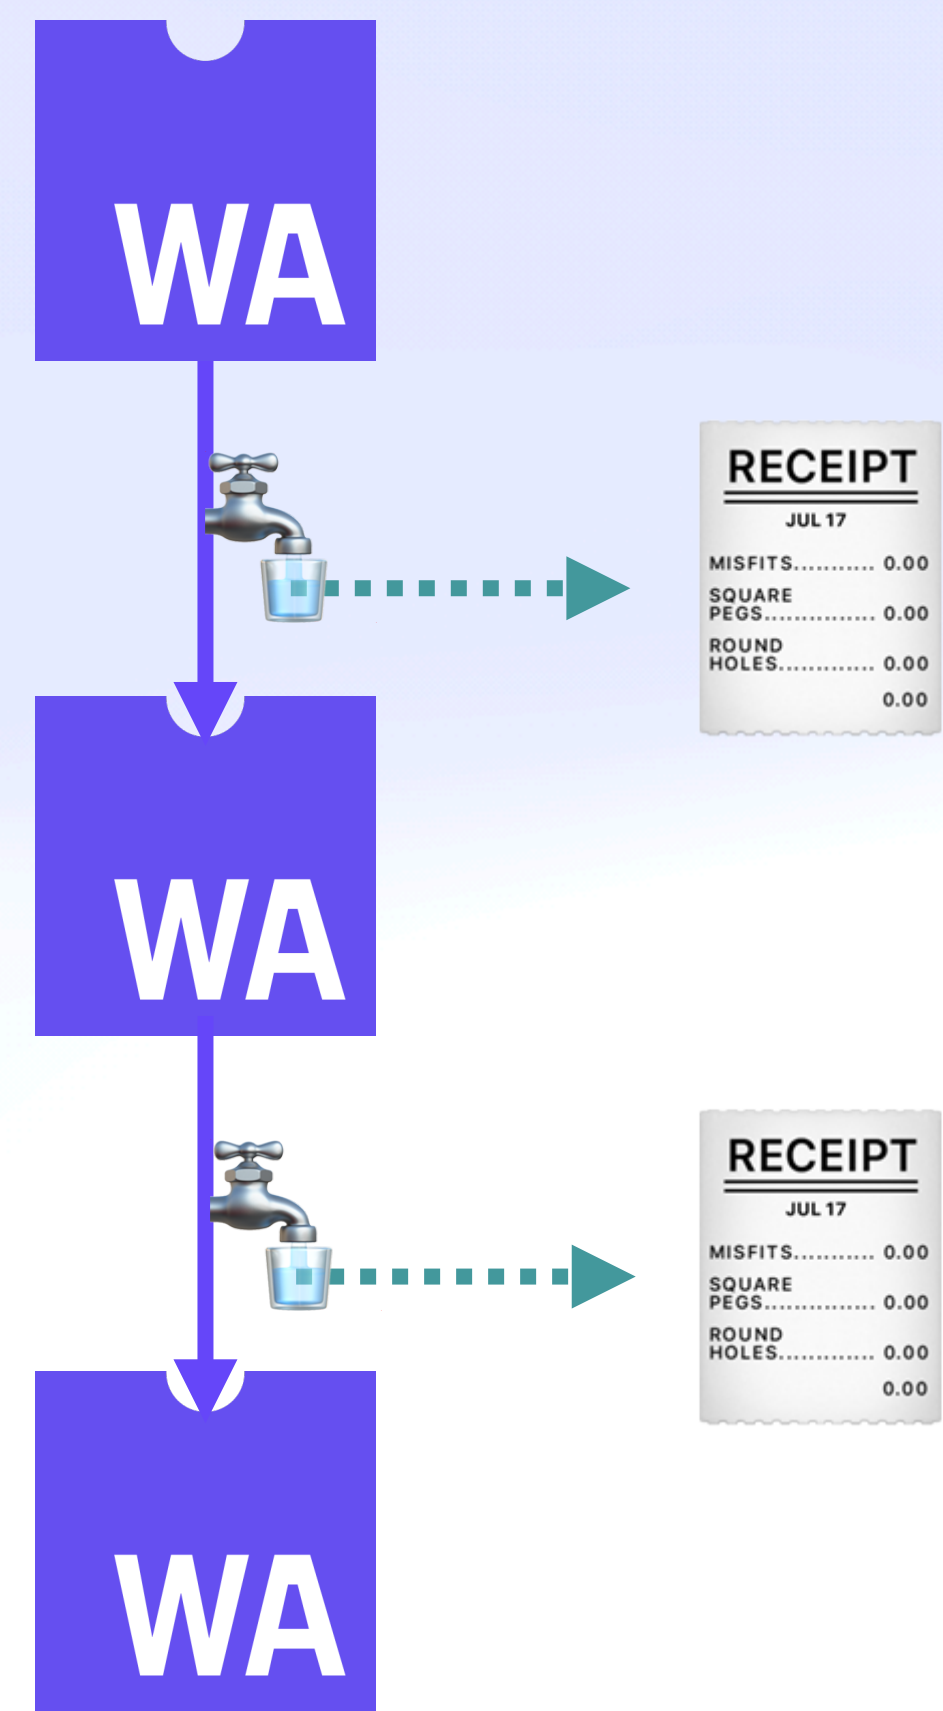 WA
RECEIPT
JUL 17
MISFITS........... 0.00
SQUARE
PEGS............... 0.00
ROUND
HOLES............. 0.00
0.00
WA
RECEIPT
JUL 17
MISFITS........... 0.00
SQUARE
PEGS............... 0.00
ROUND
HOLES............. 0.00
0.00
WA